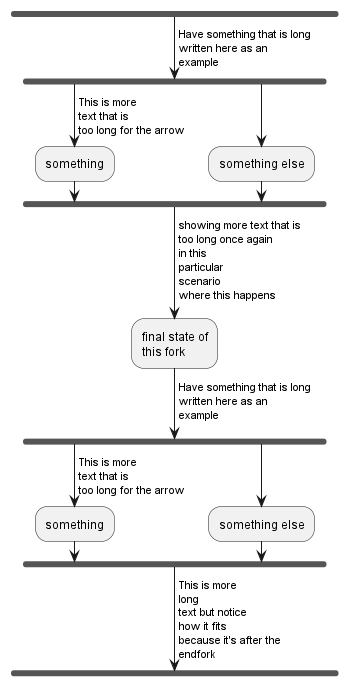 Have something that is long
written here as an
example
This is more
text that is
too long for the arrow
something
something else
showing more text that is
too long once again
in this
particular
scenario
where this happens
final state of
this fork
Have something that is long
written here as an
example
This is more
text that is
too long for the arrow
something
something else
This is more
long
text but notice
how it fits
because it's after the
endfork